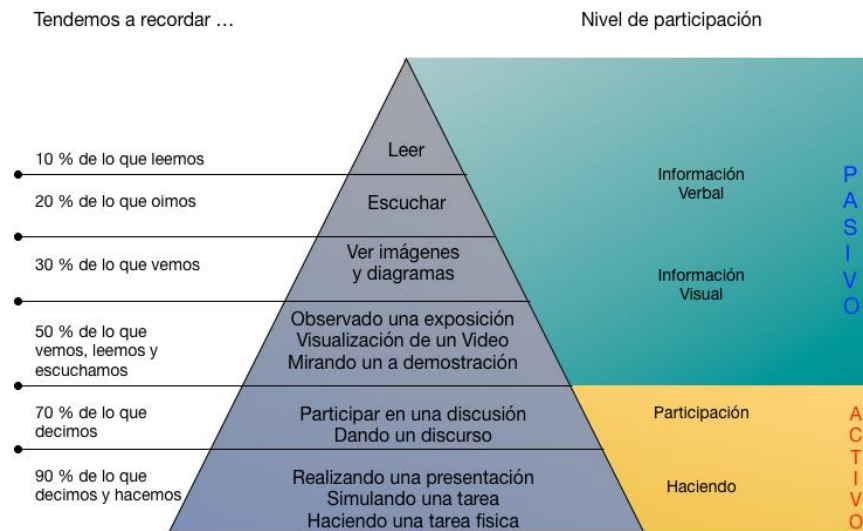 Tendemos a recordar ...
Nivel de participación
10 % de lo que leemos
Leer
20 % de lo que oimos
Escuchar
Información
Verbal
30 % de lo que vemos
Ver imágenes
y diagramas
Información
Visual
PASIVO
50 % de lo que
vemos, leemos y
escuchamos
Observado una exposición
Visualización de un Video
Mirando un a demostración
70 % de lo que
decimos
Participar en una discusión
Dando un discurso
Participación
90 % de lo que
decimos y hacemos
Realizando una presentación
Simulando una tarea
Haciendo una tarea fisica
Haciendo
ACTIVO